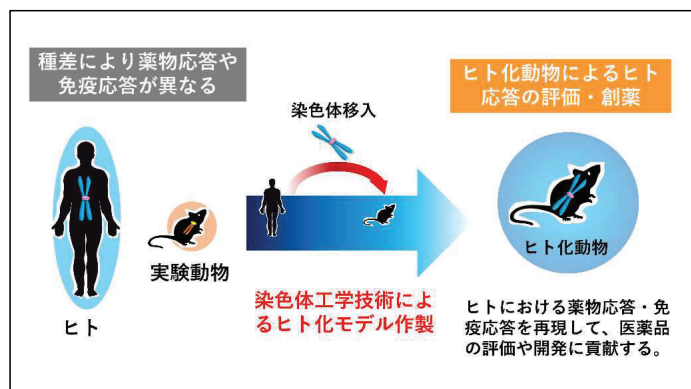 種差により薬物応答や
免疫応答が異なる
ヒト
実験動物
染色体移入
染色体工学技術によ
るヒト化モデル作製
ヒト化動物によるヒト
応答の評価・創薬
ヒト化動物
ヒトにおける薬物応答・免
疫応答を再現して、医薬品
の評価や開発に貢献する。